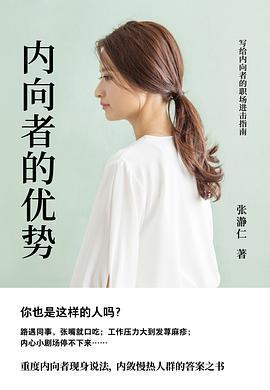 内向者的优势
写给内向者的职场进击指南
张瀞仁 著
你也是这样的人吗?
路遇同事,张嘴就口吃;工作压力大到发荨麻疹;
内心小剧场停不下来……
重度内向者现身说法,内敛慢热人群的答案之书